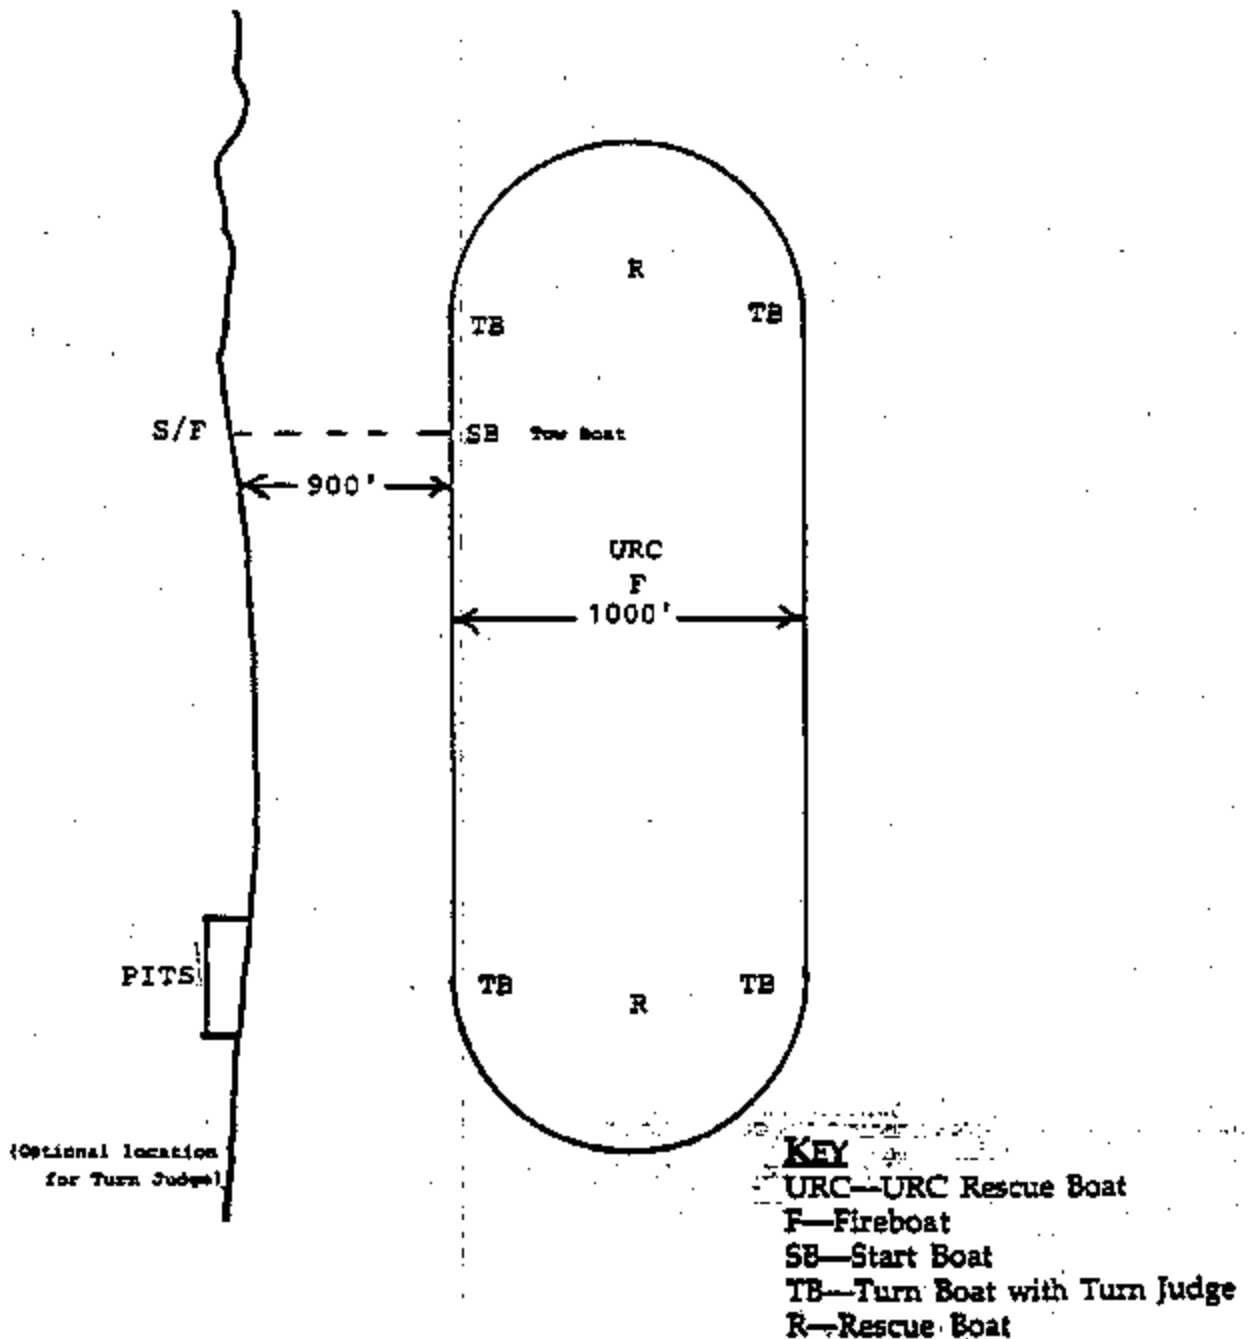 R
TB
TB
S/F
SB Tow Boat
900'
URC
F
1000'
PITS
TB
TB
R
(Optional location
for Turn Judge)
KEY
URC—URC Rescue Boat
F—Fireboat
SB—Start Boat
TB—Turn Boat with Turn Judge
R—Rescue Boat